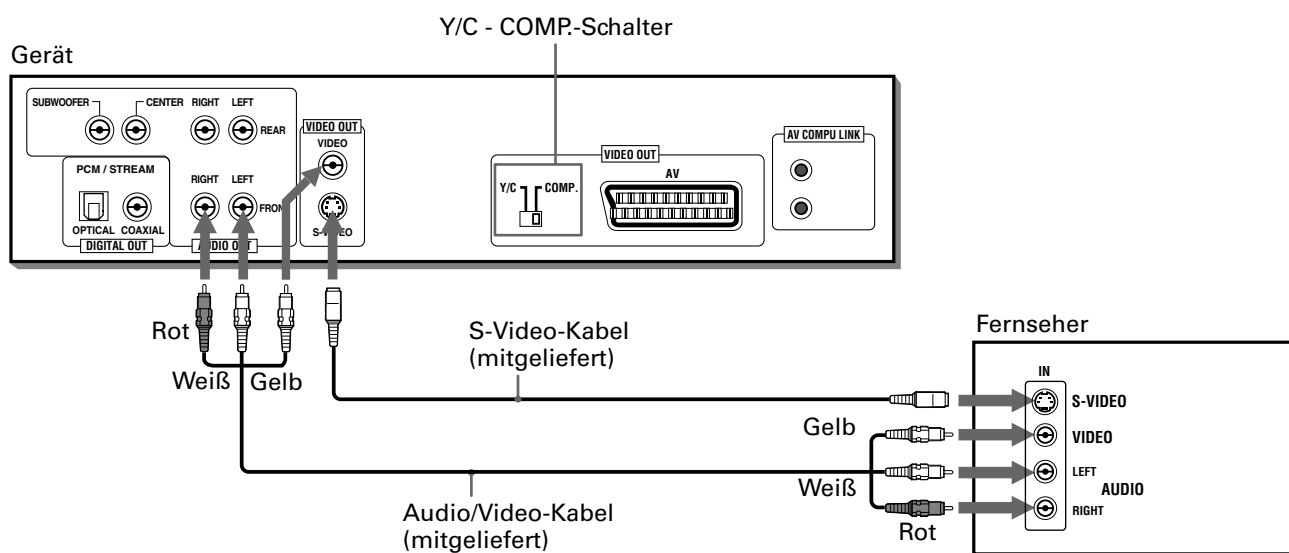 Y/C - COMP.-Schalter
Gerät
SUBWOOFER
CENTER
RIGHT
LEFT
REAR
VIDEO OUT
VIDEO
S-VIDEO
PCM / STREAM
OPTICAL
COAXIAL
DIGITAL OUT
RIGHT
LEFT
FRONT
AUDIO OUT
VIDEO OUT
Y/C
COMP.
AV
AV COMPU LINK
Rot
Weiß
Gelb
S-Video-Kabel
(mitgeliefert)
Audio/Video-Kabel
(mitgeliefert)
Fernseher
IN
S-VIDEO
Gelb
VIDEO
Weiß
LEFT
AUDIO
RIGHT
Rot